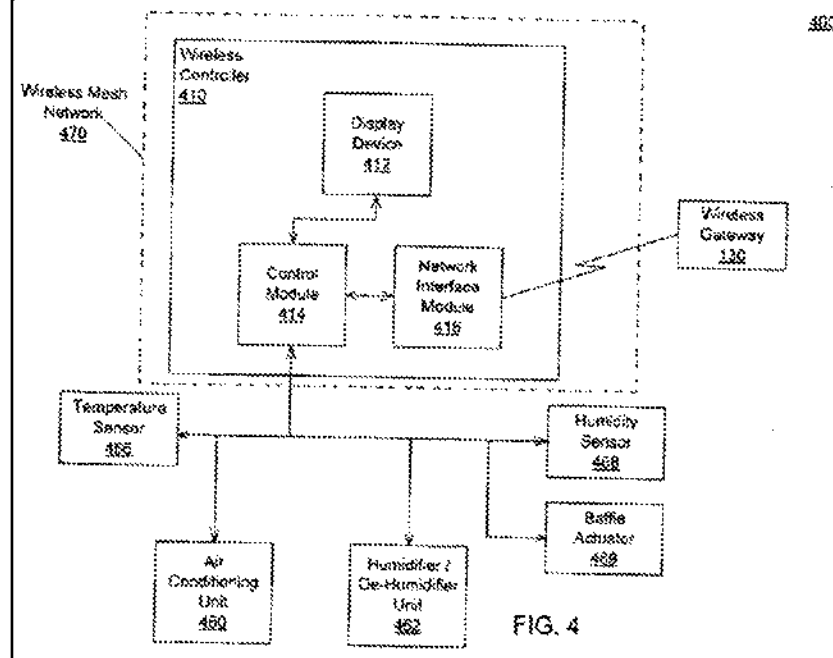 400
Wireless
Controller
410
Wireless Mesh
Network
470
Display
Device
412
Wireless
Gateway
130
Control
Module
414
Network
Interface
Module
416
Temperature
Sensor
466
Humidity
Sensor
468
Baffle
Actuator
469
Air
Conditioning
Unit
460
Humidifier /
De-Humidifier
Unit
462
FIG. 4